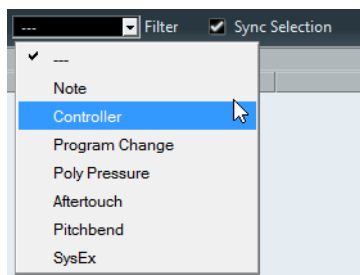 --- Filter Sync Selection
---
Note
Controller
Program Change
Poly Pressure
Aftertouch
Pitchbend
SysEx